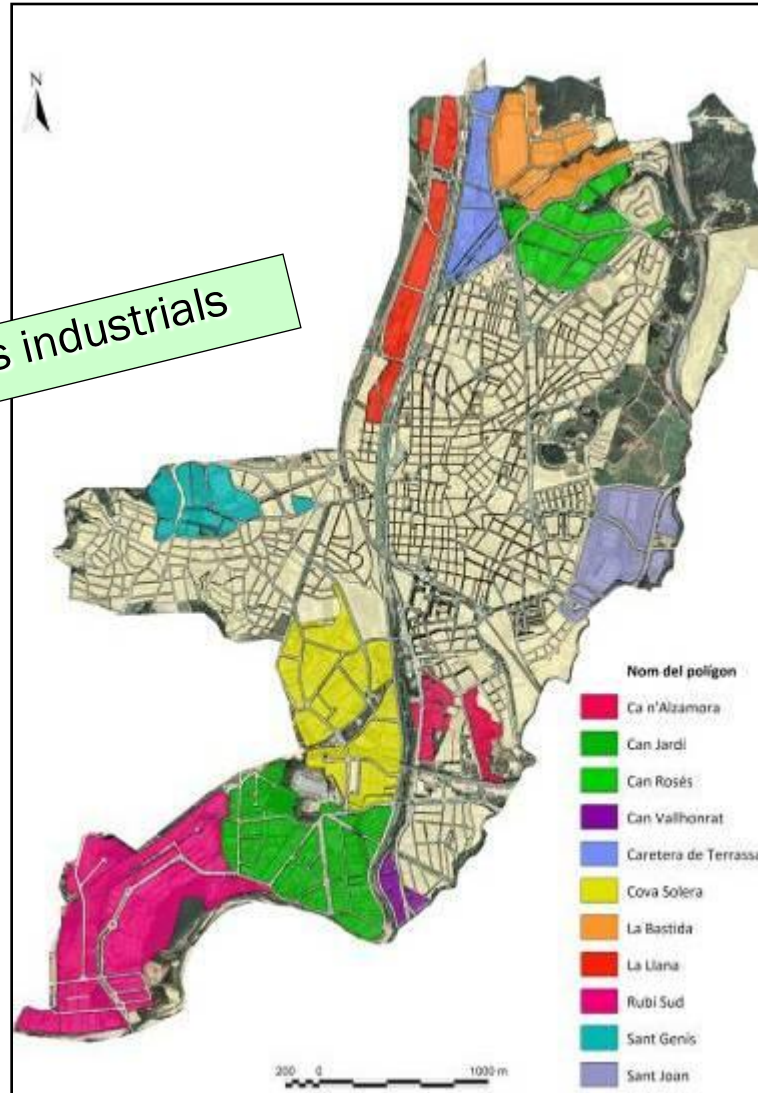 N
s industrials
Nom del polígon
Ca n'Alzamora
Can Jardí
Can Rosés
Can Vallhonrat
Caretera de Terrassa
Cova Solera
La Bastida
La Llana
Rubí Sud
Sant Genís
Sant Joan
200 0 1000 m